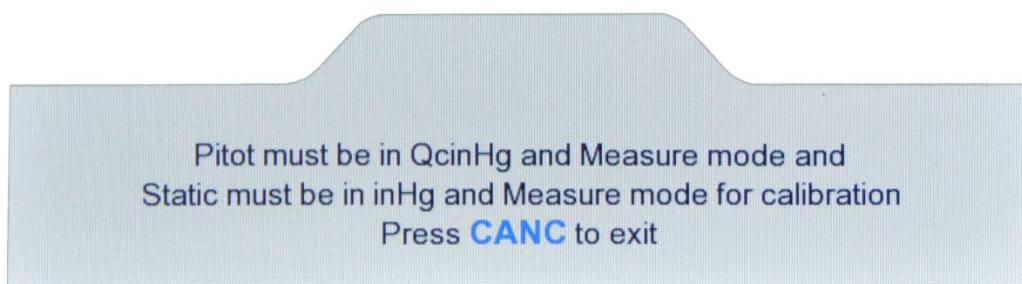 Pitot must be in QcinHg and Measure mode and
Static must be in inHg and Measure mode for calibration
Press CANC to exit